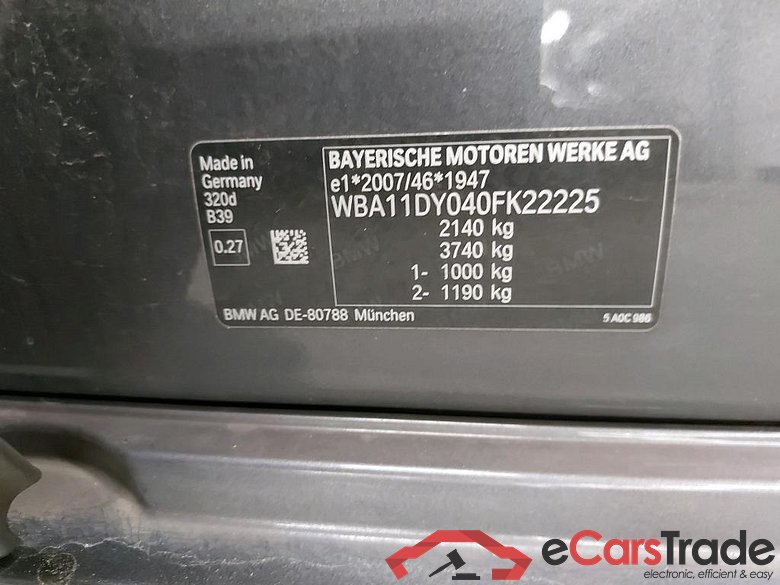 Made in
Germany
320d
B39
0.27
BAYERISCHE MOTOREN WERKE AG
e1*2007/46*1947
WBA11DY040FK22225
2140 kg
3740 kg
1- 1000 kg
2- 1190 kg
BMW AG DE-80788 München
5 A0C 986
eCarsTrade
electronic, efficient & easy